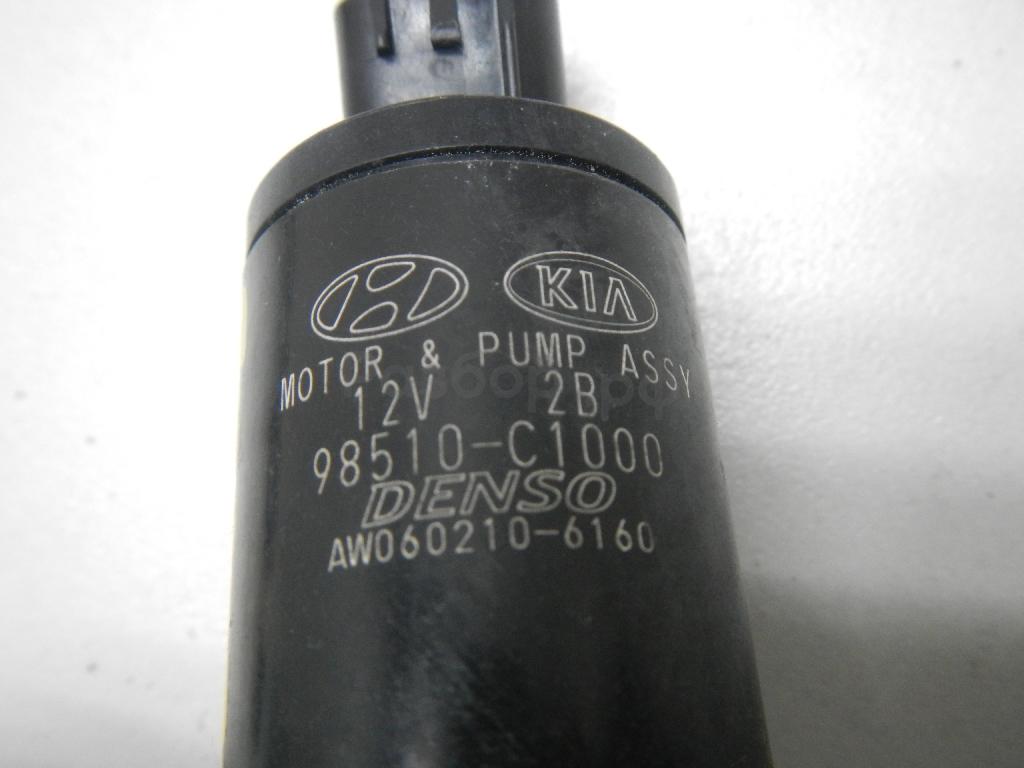 KIA
MOTOR & PUMP ASSY
12V 2B
98510-C1000
DENSO
AW060210-6160